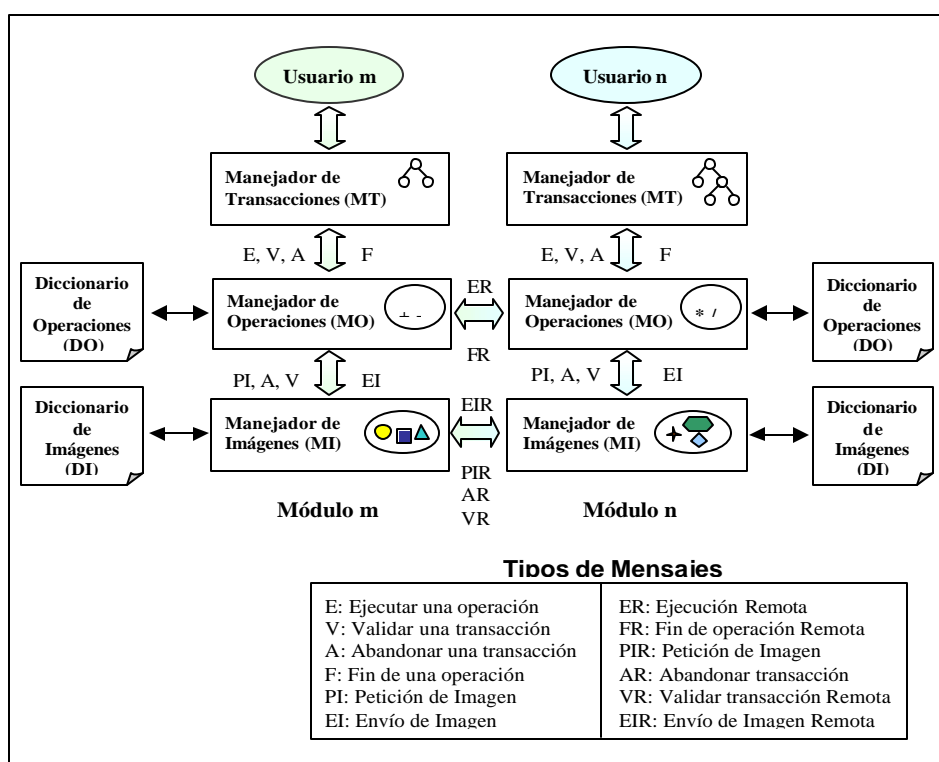 Usuario m
Usuario n
Manejador de
Transacciones (MT)
Manejador de
Transacciones (MT)
E, V, A
F
E, V, A
F
Diccionario
de
Operaciones
(DO)
Manejador de
Operaciones (MO)
ER
FR
Manejador de
Operaciones (MO)
* /
Diccionario
de
Operaciones
(DO)
PI, A, V
EI
PI, A, V
EI
Diccionario
de
Imágenes
(DI)
Manejador de
Imágenes (MI)
EIR
PIR
AR
VR
Manejador de
Imágenes (MI)
Diccionario
de
Imágenes
(DI)
Módulo m
Módulo n
Tipos de Mensajes
E: Ejecutar una operación
V: Validar una transacción
A: Abandonar una transacción
F: Fin de una operación
PI: Petición de Imagen
EI: Envío de Imagen
ER: Ejecución Remota
FR: Fin de operación Remota
PIR: Petición de Imagen
AR: Abandonar transacción
VR: Validar transacción Remota
EIR: Envío de Imagen Remota